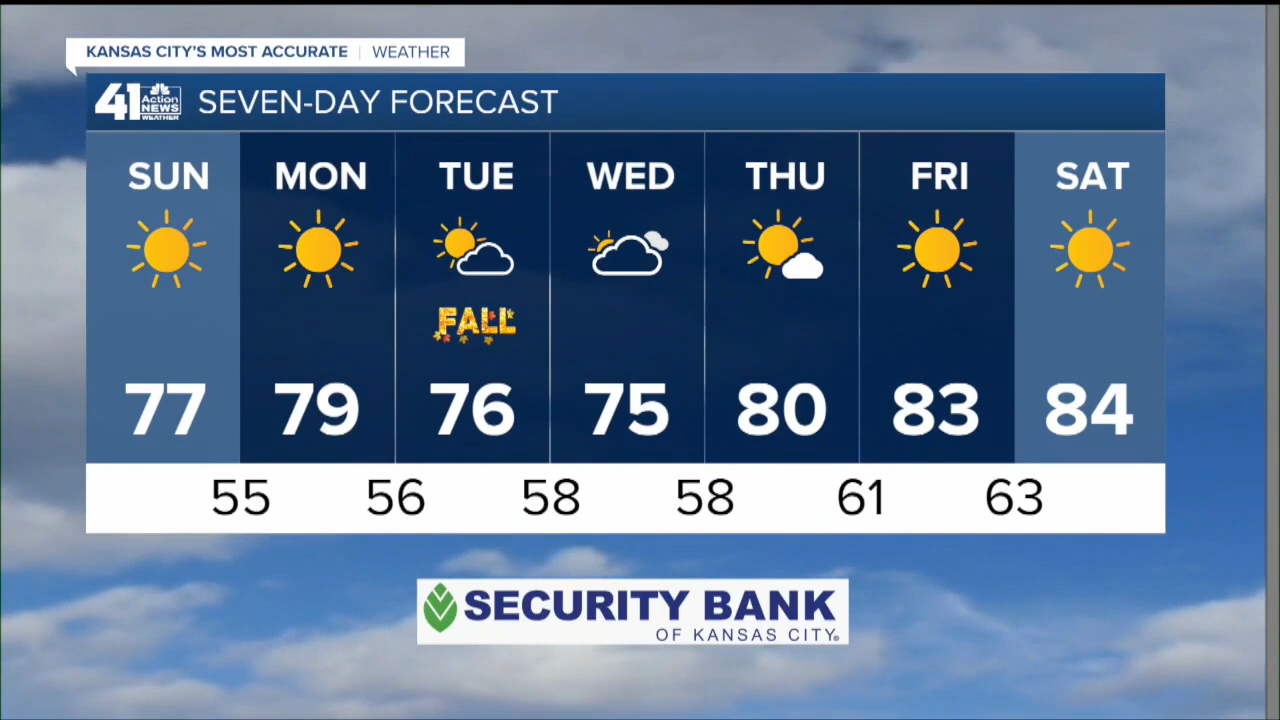 KANSAS CITY'S MOST ACCURATE | WEATHER
41 Action NEWS WEATHER SEVEN-DAY FORECAST
SUN MON TUE WED THU FRI SAT
FALL
77 79 76 75 80 83 84
55 56 58 58 61 63
SECURITY BANK
OF KANSAS CITY®